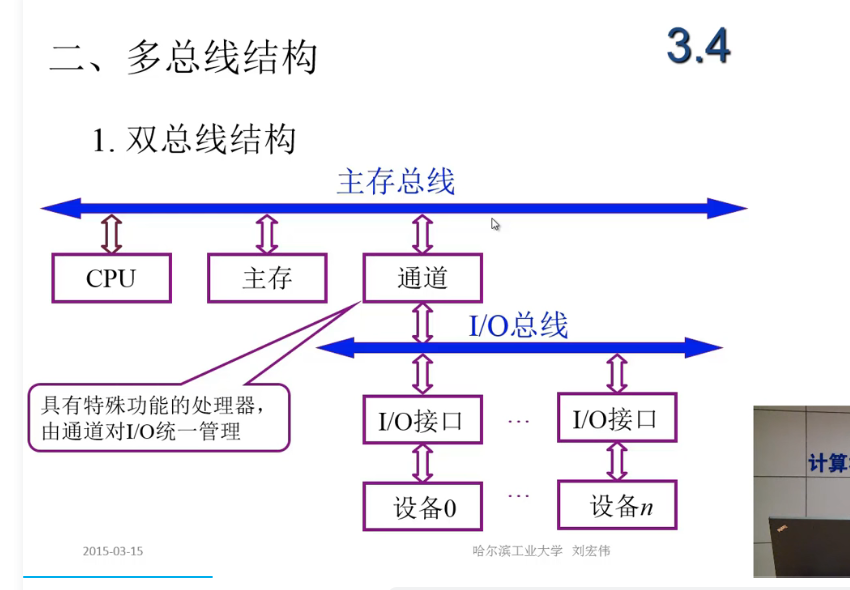 二、多总线结构
3.4
1. 双总线结构
主存总线
CPU
主存
通道
I/O总线
具有特殊功能的处理器，
由通道对I/O统一管理
I/O接口
…
I/O接口
设备0
…
设备n
2015-03-15
哈尔滨工业大学 刘宏伟
计算